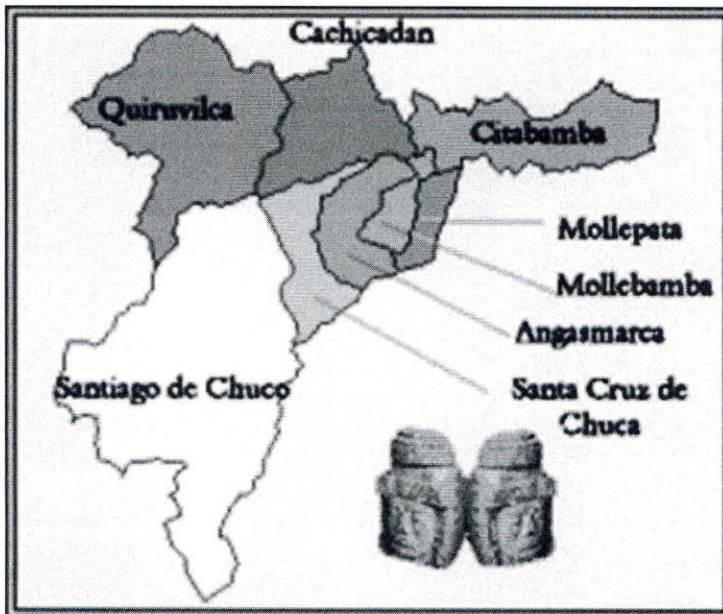 Cachicadan
Quiruvilca
Citabamba
Mollepata
Mollebamba
Angasmarca
Santiago de Chuco
Santa Cruz de
Chuca